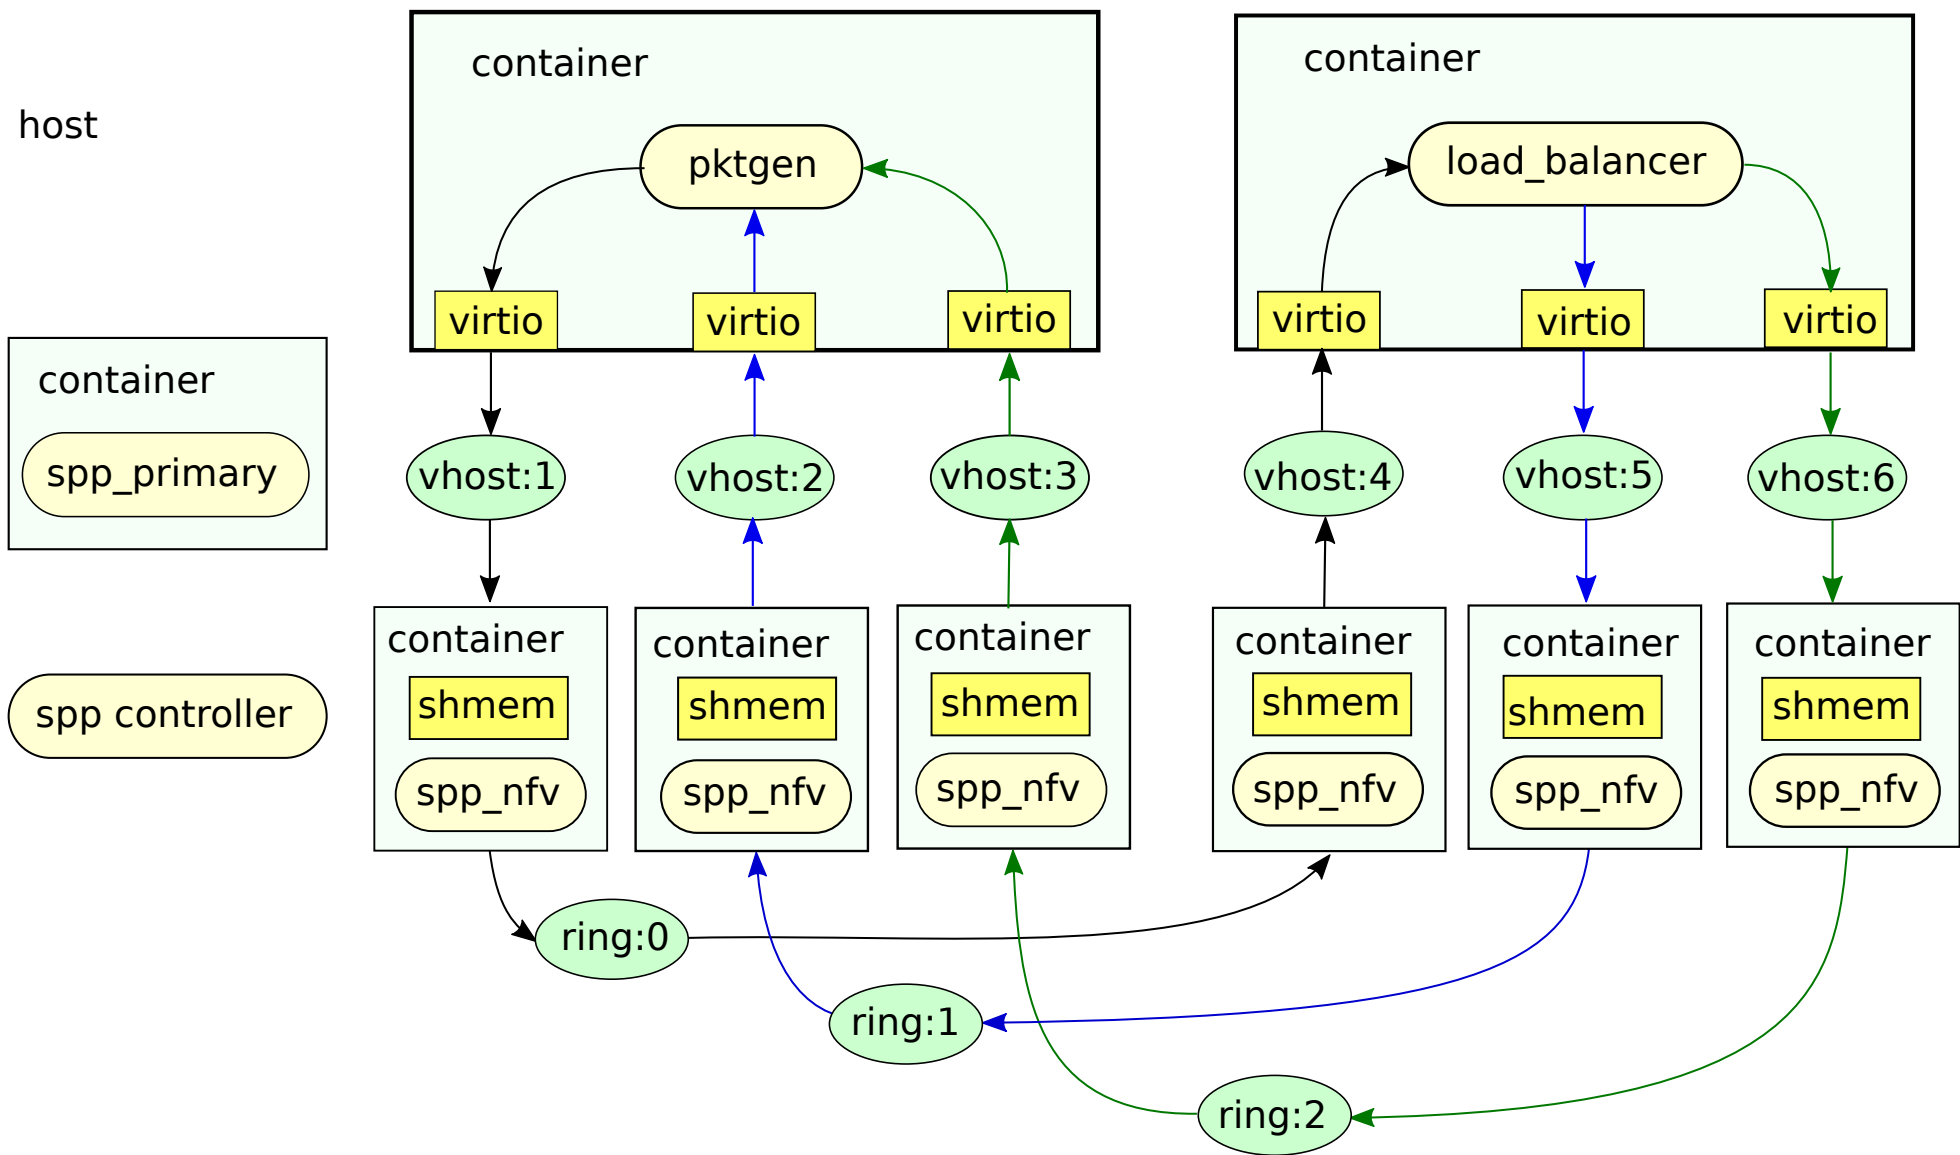 container
container
host
pktgen
load_balancer
virtio
virtio
virtio
virtio
virtio
virtio
container
spp_primary
vhost:1
vhost:2
vhost:3
vhost:4
vhost:5
vhost:6
container
container
container
container
container
container
spp controller
shmem
shmem
shmem
shmem
shmem
shmem
spp_nfv
spp_nfv
spp_nfv
spp_nfv
spp_nfv
spp_nfv
ring:0
ring:1
ring:2